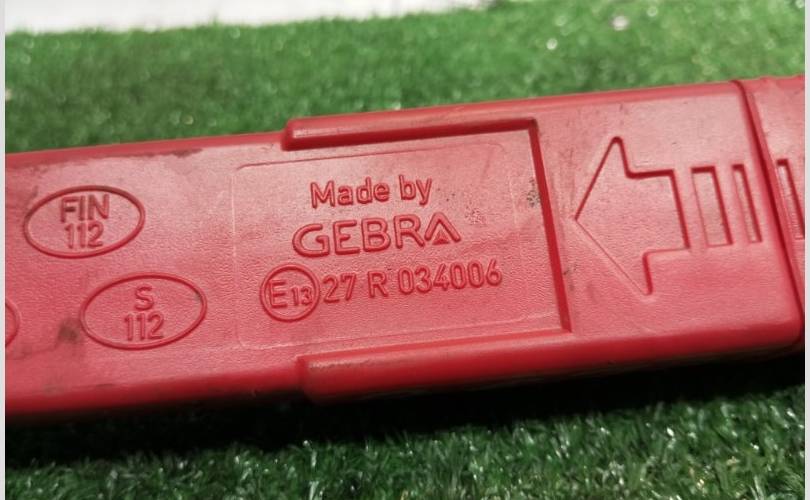 FIN
112
S
112
Made by
GEBRA
E13 27 R 034006